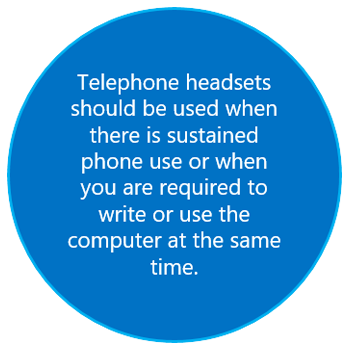 Telephone headsets
should be used when
there is sustained
phone use or when
you are required to
write or use the
computer at the same
time.